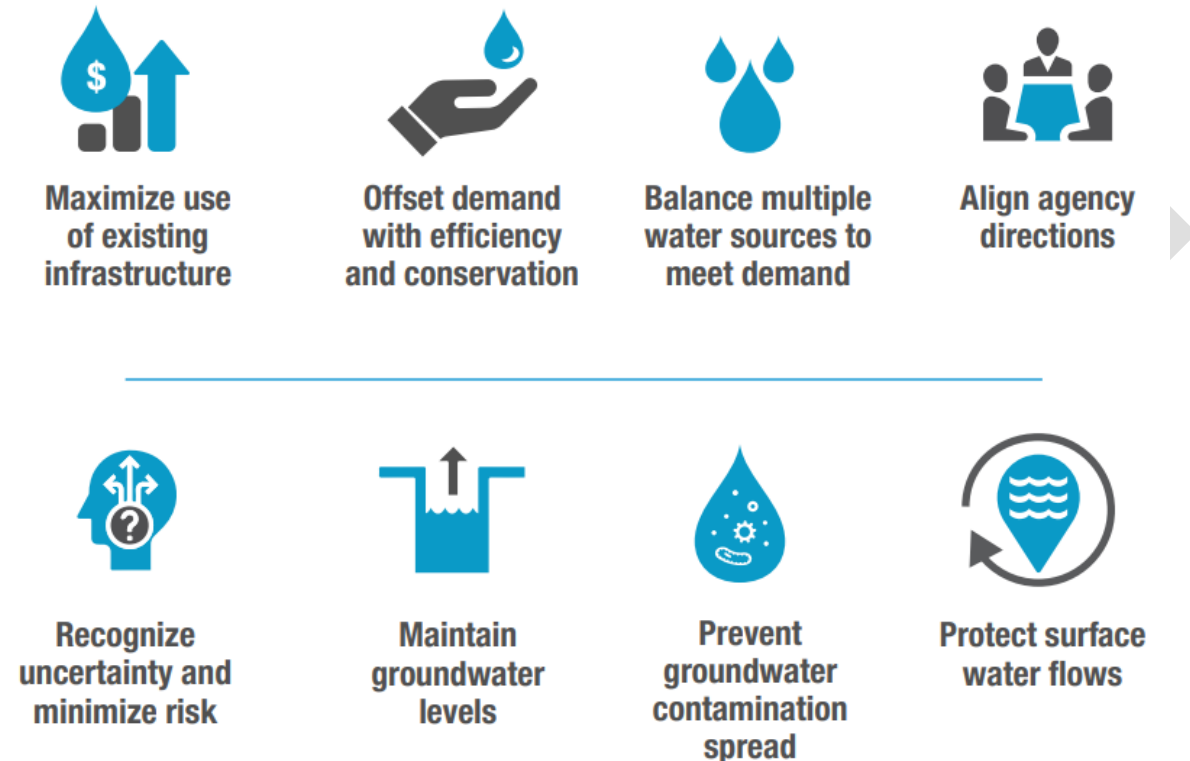 $
Maximize use
of existing
infrastructure
Offset demand
with efficiency
and conservation
Balance multiple
water sources to
meet demand
Align agency
directions
?
Recognize
uncertainty and
minimize risk
Maintain
groundwater
levels
Prevent
groundwater
contamination
spread
Protect surface
water flows